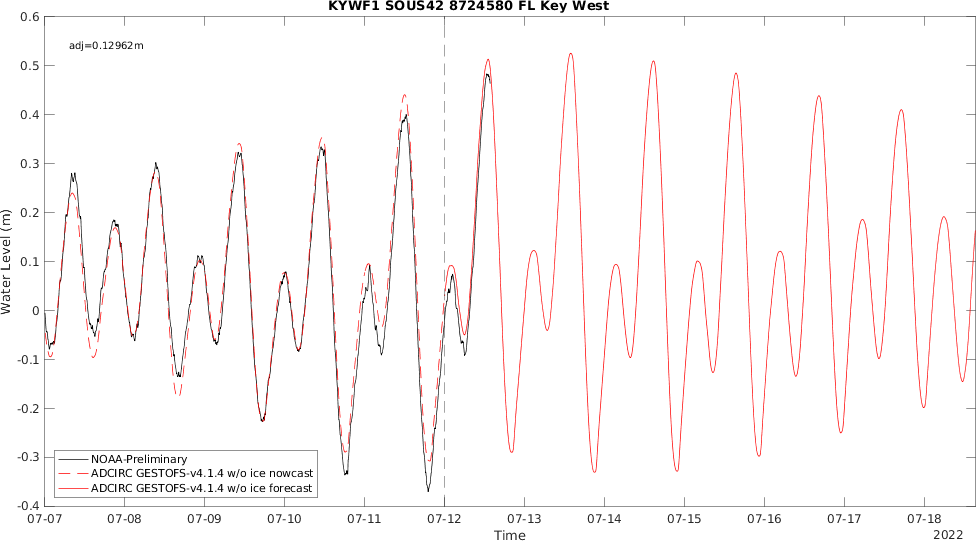 KYWF1 SOUS42 8724580 FL Key West
adj=0.12962m
0.6
0.5
0.4
0.3
0.2
0.1
0
-0.1
-0.2
-0.3
-0.4
Water Level (m)
NOAA-Preliminary
ADCIRC GESTOFS-v4.1.4 w/o ice nowcast
ADCIRC GESTOFS-v4.1.4 w/o ice forecast
07-07 07-08 07-09 07-10 07-11 07-12 07-13 07-14 07-15 07-16 07-17 07-18
Time
2022